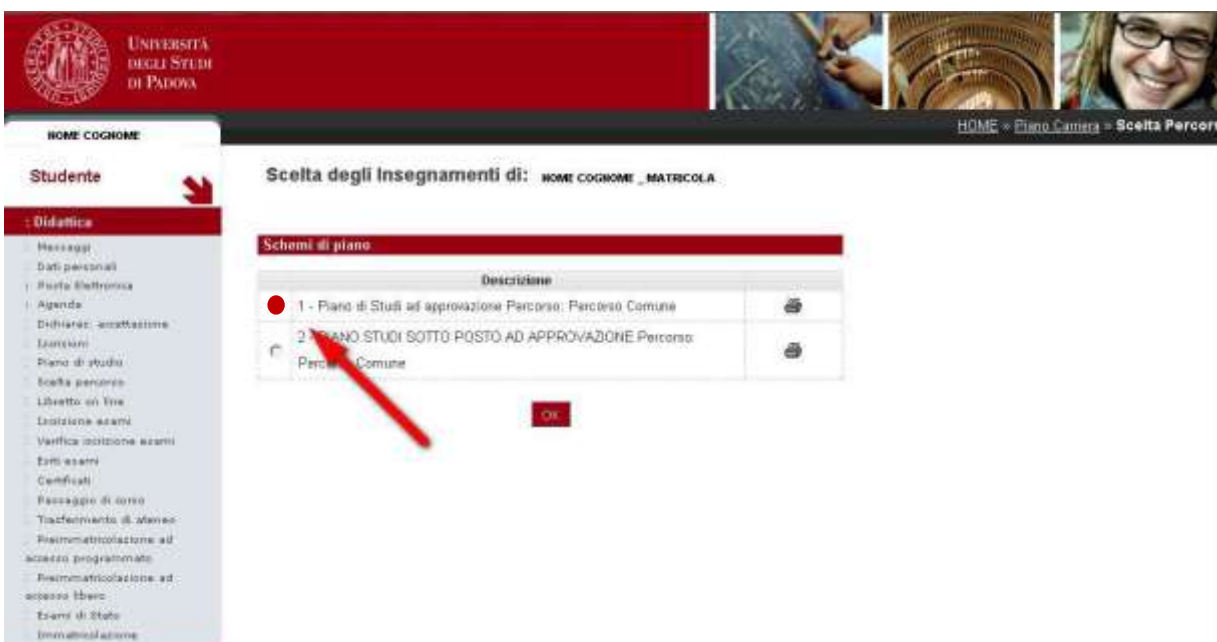 UNIVERSITÀ
DEGLI STUDI
DI PADOVA
NOME COGNOME
HOME » Piano Carriera » Scelta Percors
Studente
Scelta degli Insegnamenti di: NOME COGNOME _ MATRICOLA
: Didattica
Messaggi
Dati personali
Posta Elettronica
Agenda
Dichiaraz. accettazione
Iscrizioni
Piano di studio
Scelta percorso
Libretto on line
Iscrizione esami
Verifica iscrizione esami
Esiti esami
Certificati
Passaggio di corso
Trasferimento di ateneo
Preimmatricolazione ad
accesso programmato
Preimmatricolazione ad
accesso libero
Esami di Stato
Immatricolazione
Schemi di piano
Descrizione
1 - Piano di Studi ad approvazione Percorso: Percorso Comune
2 - PIANO STUDI SOTTO POSTO AD APPROVAZIONE Percorso:
Percorso Comune
OK